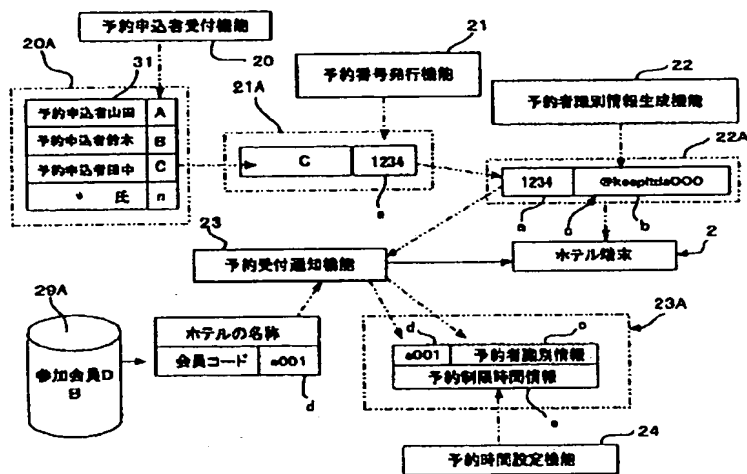 予約申込者受付機能
20
20A
31
予約申込者山田 A
予約申込者鈴木 B
予約申込者田中 C
氏 n
21
予約番号発行機能
21A
C 1234
a
22
予約者識別情報生成機能
22A
1234
a
b
23
予約受付通知機能
ホテル端末
2
29A
参加会員D
B
ホテルの名称
会員コード a001
d
23A
d
a001 予約者識別情報
予約制限時間情報
e
24
予約時間設定機能